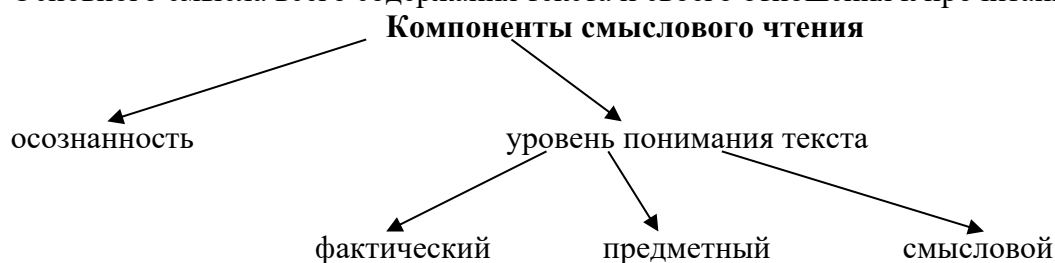 Компоненты смыслового чтения
осознанность уровень понимания текста
фактический предметный смысловой